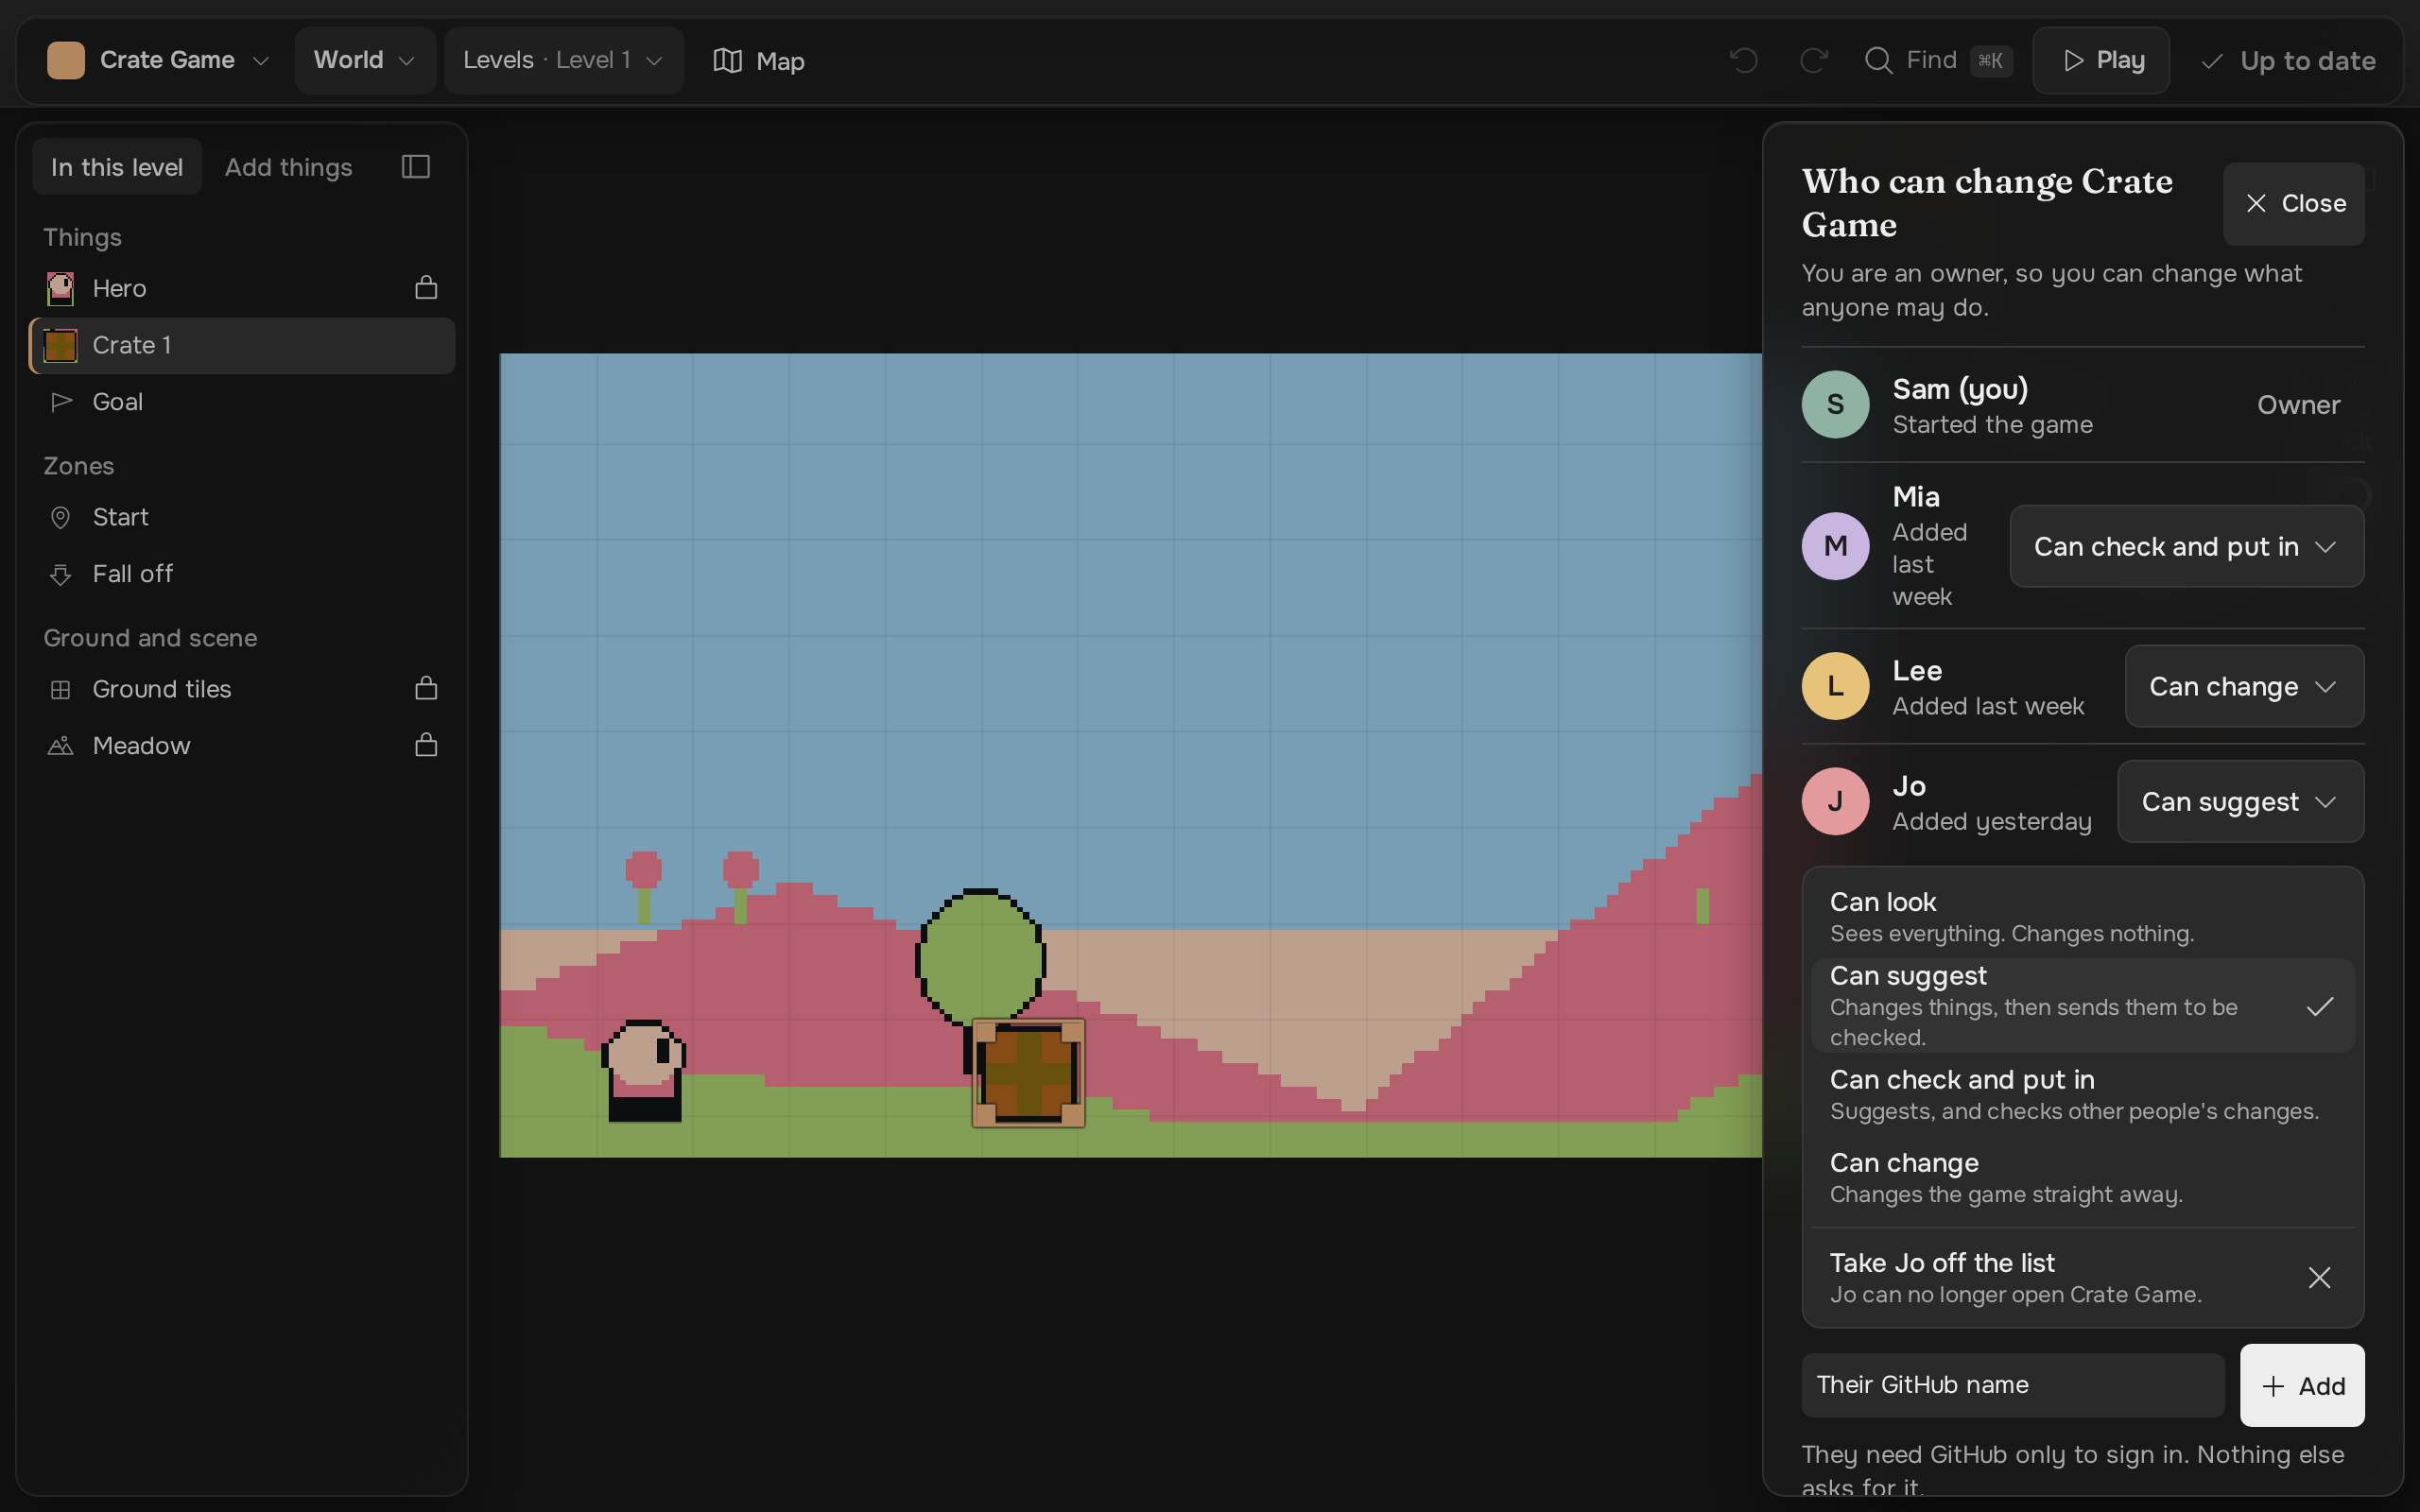 Crate Game
World
Levels · Level 1
Map
Find ⌘K
Play
Up to date
In this level
Add things
Things
Hero
Crate 1
Goal
Zones
Start
Fall off
Ground and scene
Ground tiles
Meadow
Who can change Crate
Game
Close
You are an owner, so you can change what
anyone may do.
S
Sam (you)
Started the game
Owner
M
Mia
Added
last
week
Can check and put in
L
Lee
Added last week
Can change
J
Jo
Added yesterday
Can suggest
Can look
Sees everything. Changes nothing.
Can suggest
Changes things, then sends them to be
checked.
Can check and put in
Suggests, and checks other people's changes.
Can change
Changes the game straight away.
Take Jo off the list
Jo can no longer open Crate Game.
Their GitHub name
Add
They need GitHub only to sign in. Nothing else
asks for it.